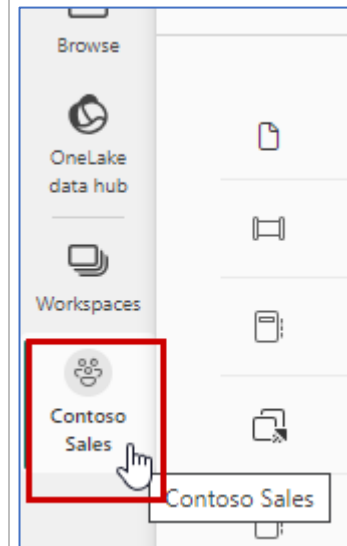 Browse
OneLake
data hub
Workspaces
Contoso
Sales
Contoso Sales